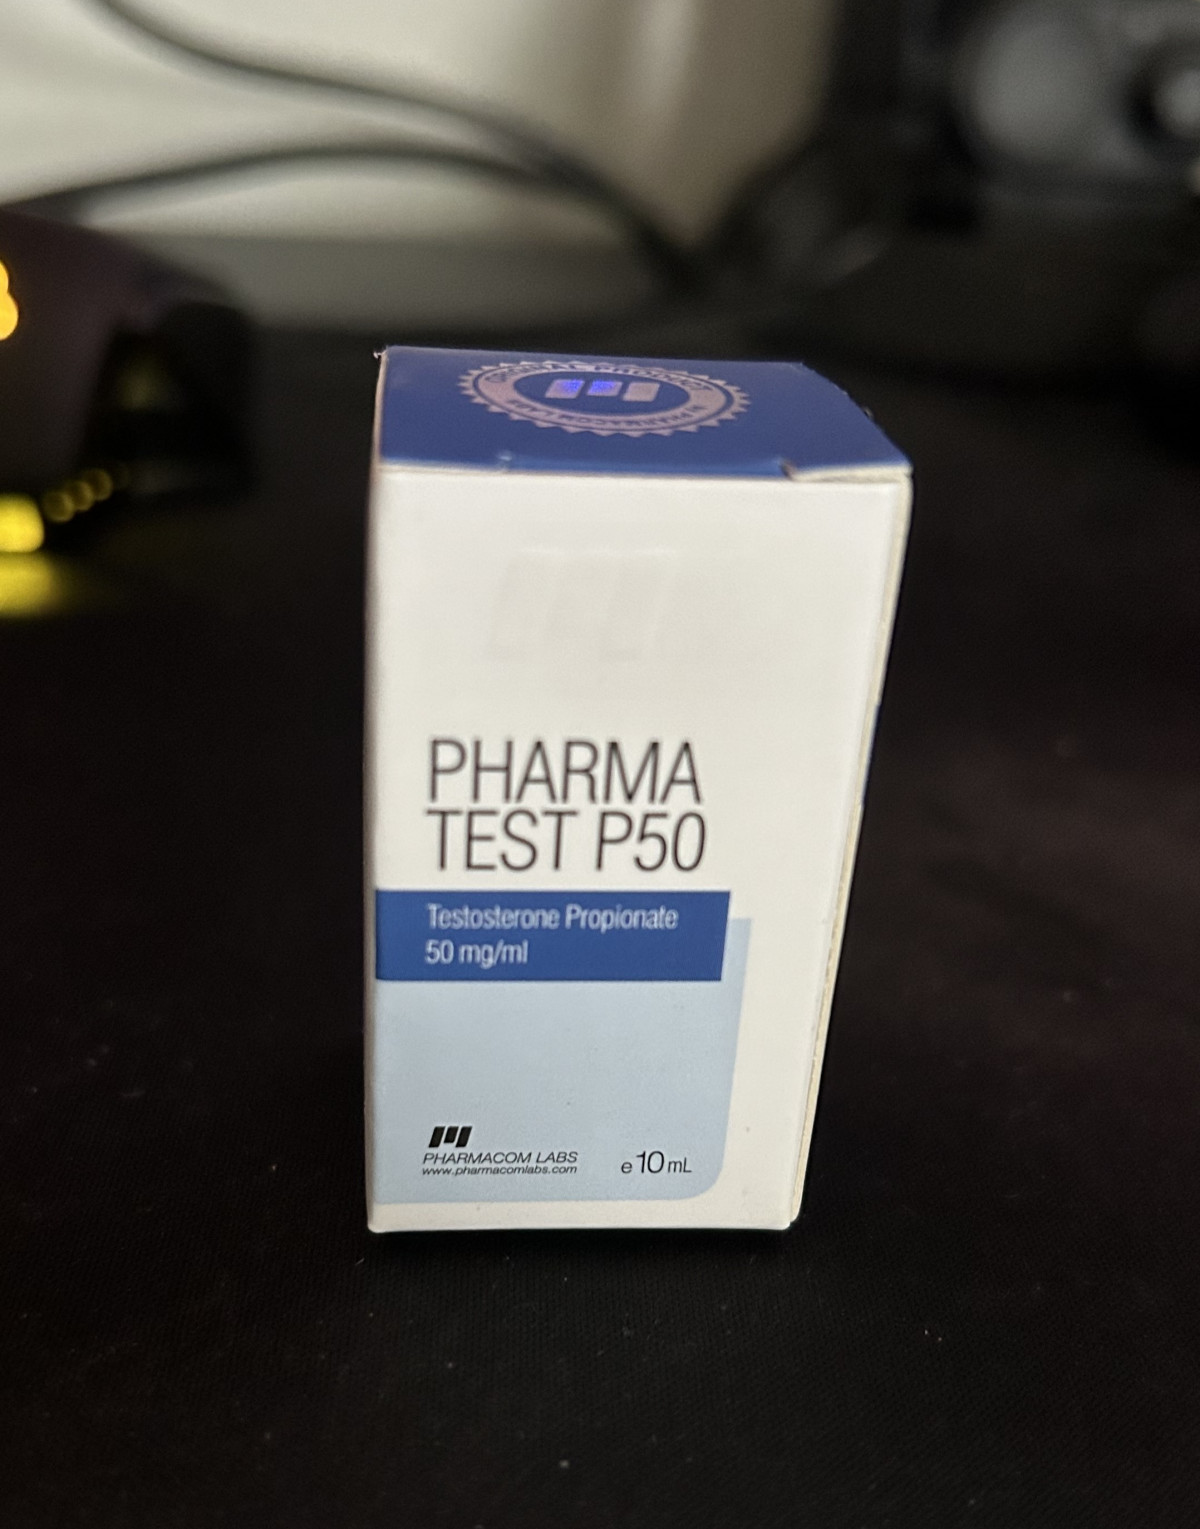 PHARMA
TEST P50
Testosterone Propionate
50 mg/ml
PHARMACOM LABS
www.pharmacomlabs.com
e 10 mL